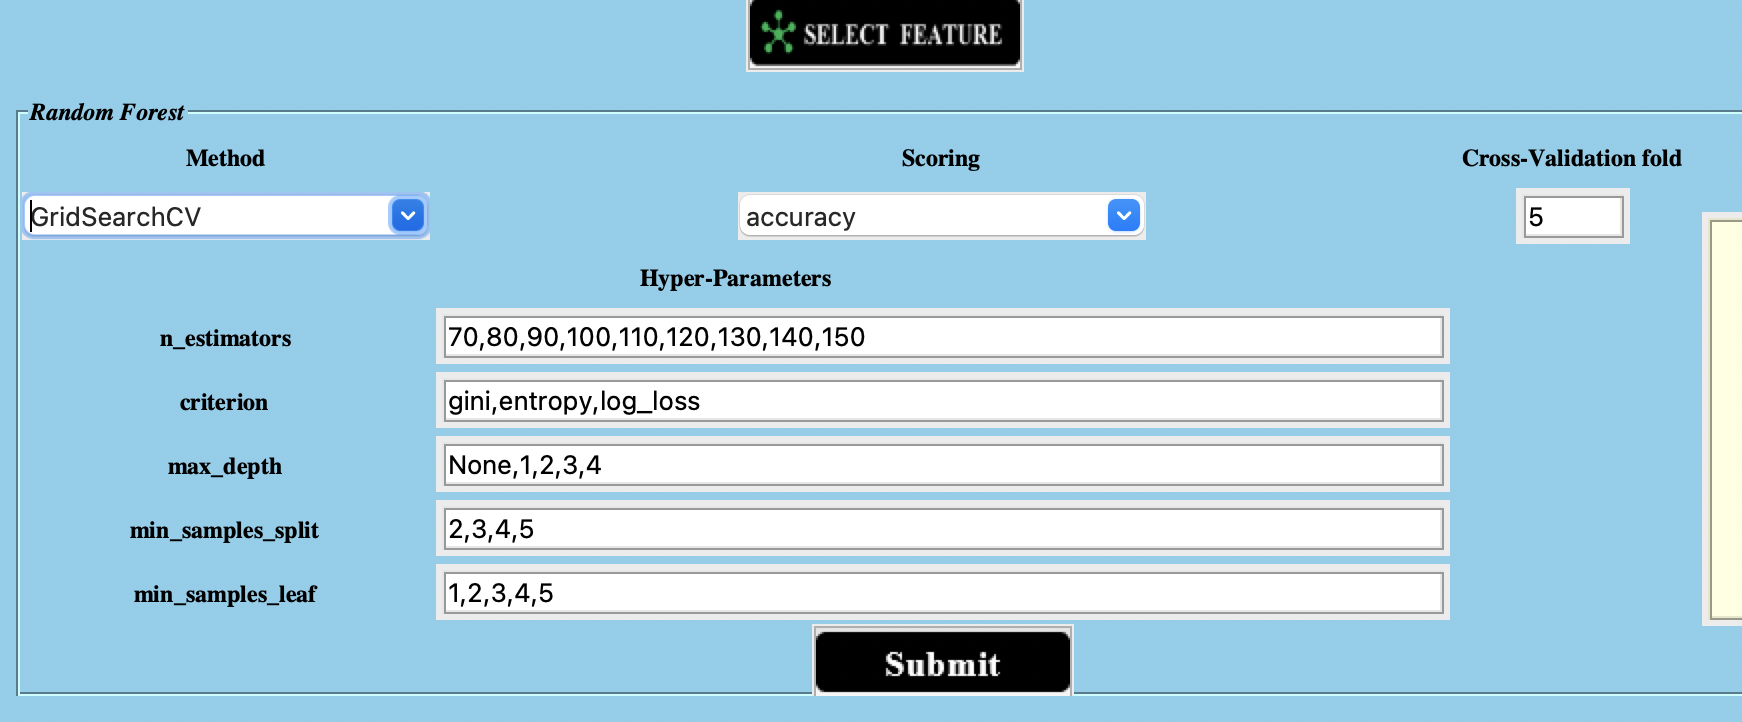 SELECT FEATURE
Random Forest
Method
Scoring
Cross-Validation fold
GridSearchCV
accuracy
5
Hyper-Parameters
n_estimators
70,80,90,100,110,120,130,140,150
criterion
gini,entropy,log_loss
max_depth
None,1,2,3,4
min_samples_split
2,3,4,5
min_samples_leaf
1,2,3,4,5
Submit